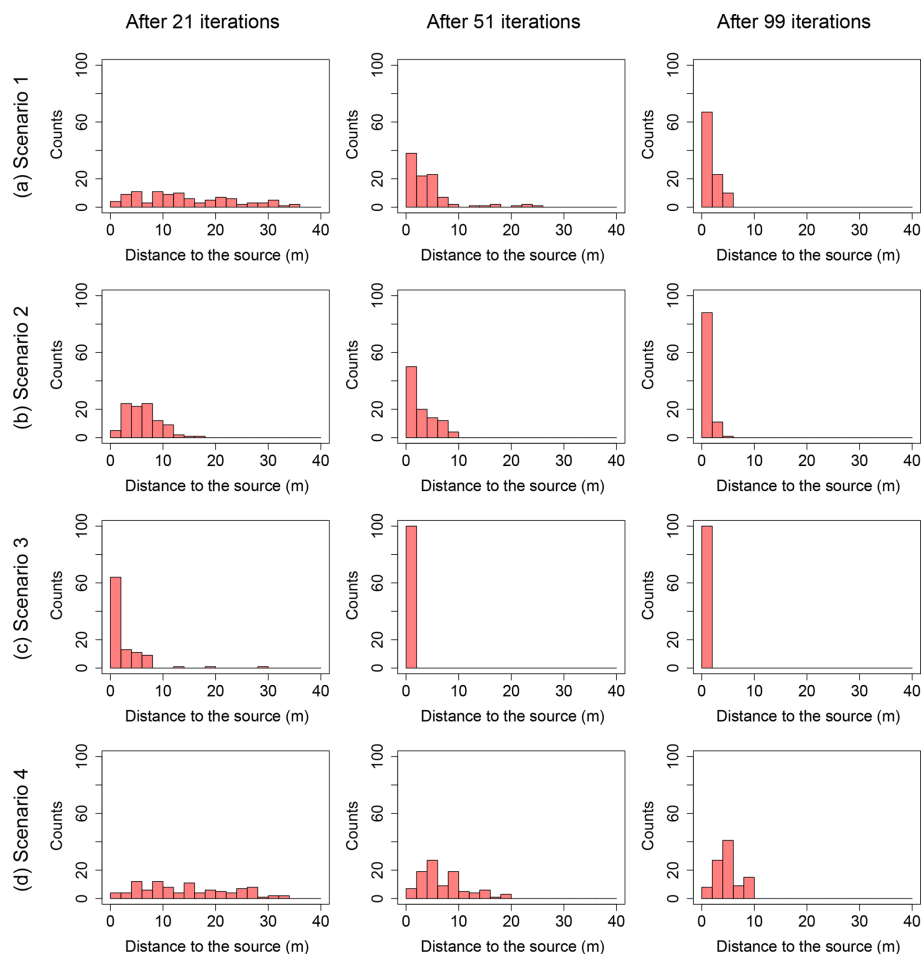 After 21 iterations After 51 iterations After 99 iterations
(a) Scenario 1
Counts
0 20 60 100
0 10 20 30 40
Distance to the source (m)
Counts
0 20 60 100
0 10 20 30 40
Distance to the source (m)
Counts
0 20 60 100
0 10 20 30 40
Distance to the source (m)
(b) Scenario 2
Counts
0 20 60 100
0 10 20 30 40
Distance to the source (m)
Counts
0 20 60 100
0 10 20 30 40
Distance to the source (m)
Counts
0 20 60 100
0 10 20 30 40
Distance to the source (m)
(c) Scenario 3
Counts
0 20 60 100
0 10 20 30 40
Distance to the source (m)
Counts
0 20 60 100
0 10 20 30 40
Distance to the source (m)
Counts
0 20 60 100
0 10 20 30 40
Distance to the source (m)
(d) Scenario 4
Counts
0 20 60 100
0 10 20 30 40
Distance to the source (m)
Counts
0 20 60 100
0 10 20 30 40
Distance to the source (m)
Counts
0 20 60 100
0 10 20 30 40
Distance to the source (m)